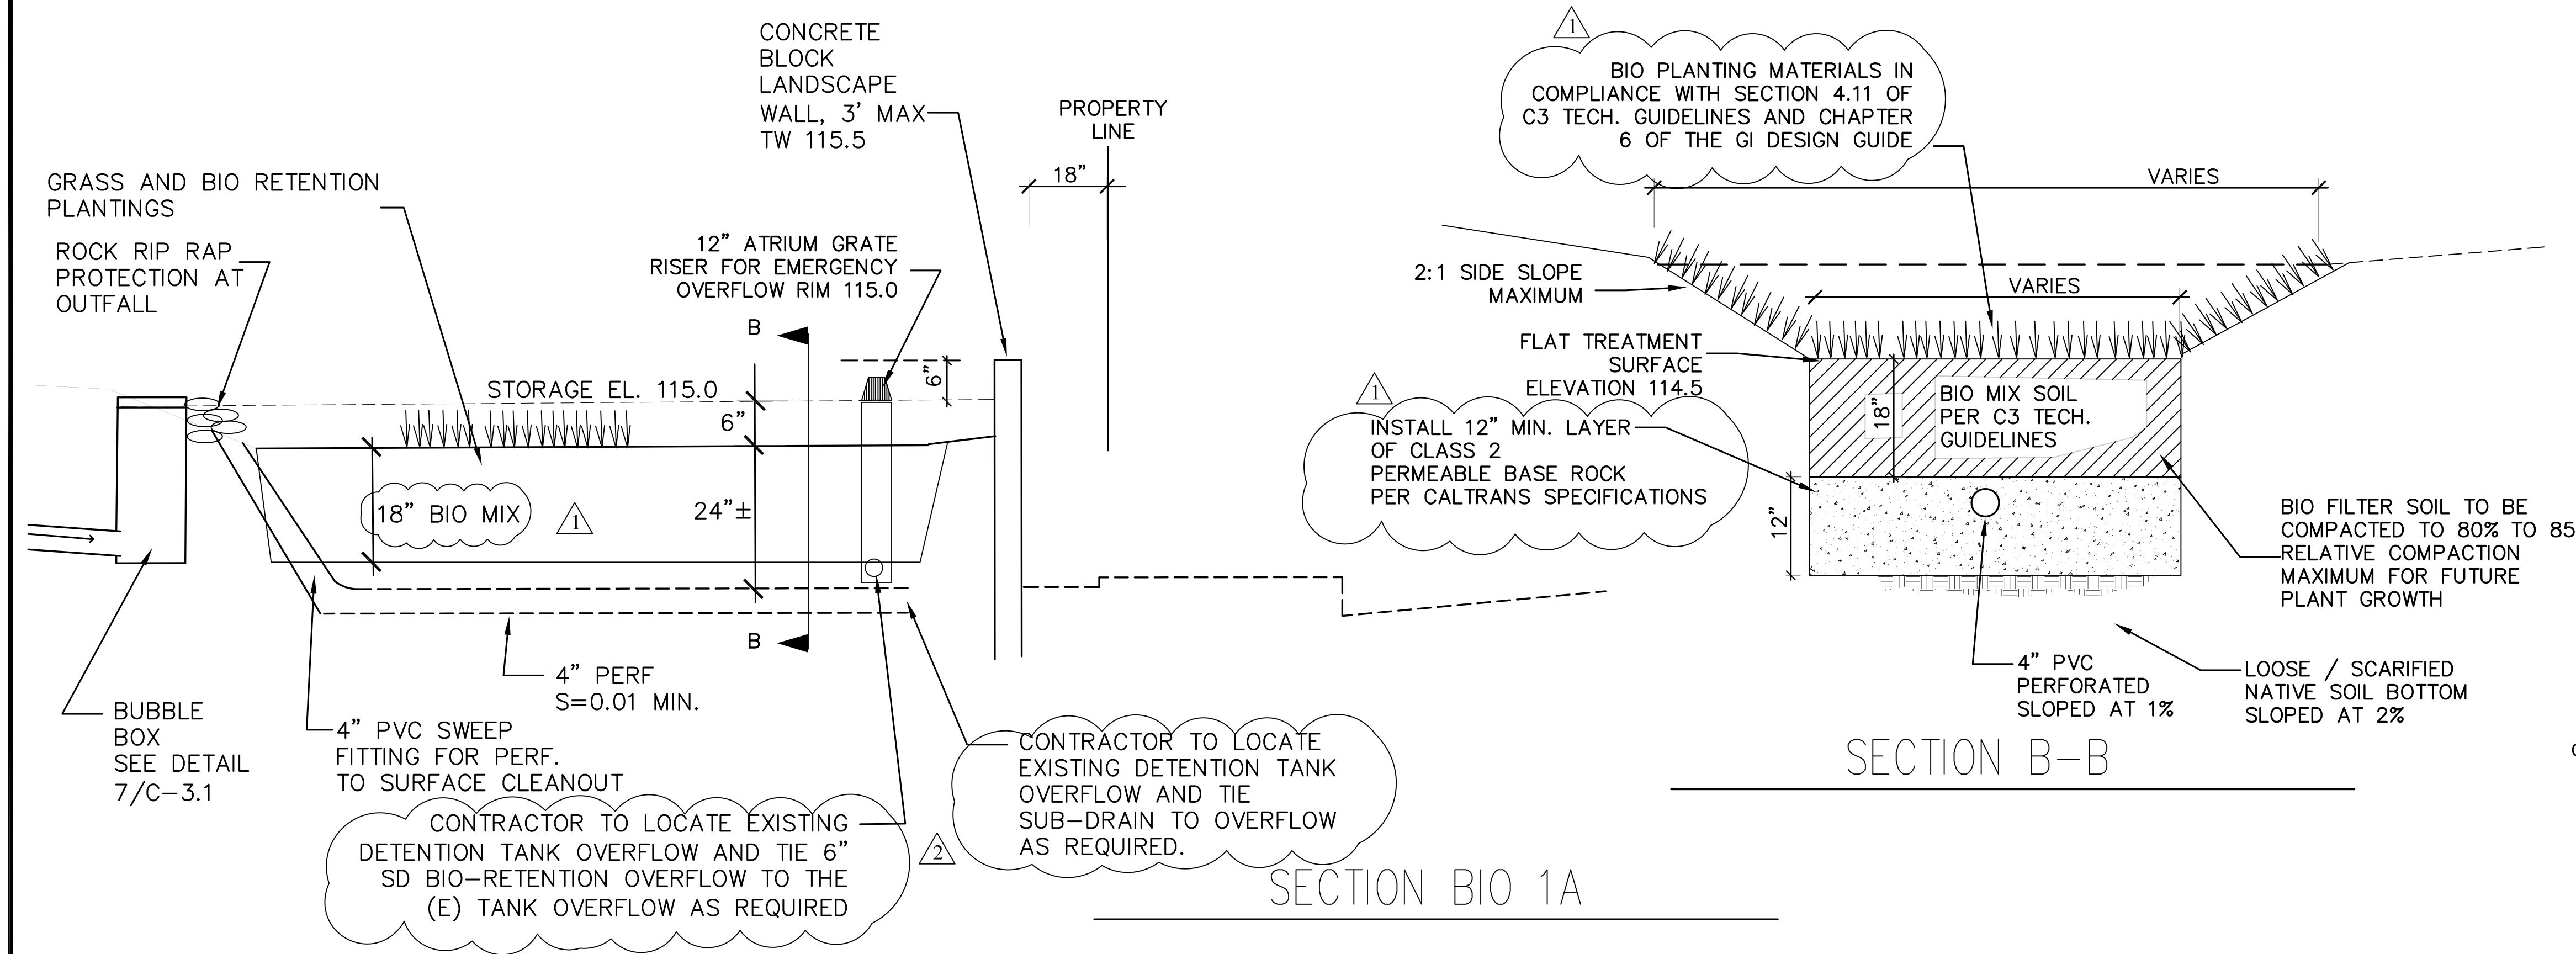 CONCRETE
BLOCK
LANDSCAPE
WALL, 3' MAX
TW 115.5
PROPERTY
LINE
18"
GRASS AND BIO RETENTION
PLANTINGS
ROCK RIP RAP
PROTECTION AT
OUTFALL
12" ATRIUM GRATE
RISER FOR EMERGENCY
OVERFLOW RIM 115.0
B
STORAGE EL. 115.0
6"
6"
18" BIO MIX
1
24"±
B
4" PERF
S=0.01 MIN.
BUBBLE
BOX
SEE DETAIL
7/C-3.1
4" PVC SWEEP
FITTING FOR PERF.
TO SURFACE CLEANOUT
CONTRACTOR TO LOCATE EXISTING
DETENTION TANK OVERFLOW AND TIE 6"
SD BIO-RETENTION OVERFLOW TO THE
(E) TANK OVERFLOW AS REQUIRED
2
CONTRACTOR TO LOCATE
EXISTING DETENTION TANK
OVERFLOW AND TIE
SUB-DRAIN TO OVERFLOW
AS REQUIRED.
SECTION BIO 1A
1
BIO PLANTING MATERIALS IN
COMPLIANCE WITH SECTION 4.11 OF
C3 TECH. GUIDELINES AND CHAPTER
6 OF THE GI DESIGN GUIDE
VARIES
2:1 SIDE SLOPE
MAXIMUM
VARIES
FLAT TREATMENT
SURFACE
ELEVATION 114.5
1
INSTALL 12" MIN. LAYER
OF CLASS 2
PERMEABLE BASE ROCK
PER CALTRANS SPECIFICATIONS
18"
BIO MIX SOIL
PER C3 TECH.
GUIDELINES
12"
BIO FILTER SOIL TO BE
COMPACTED TO 80% TO 85
RELATIVE COMPACTION
MAXIMUM FOR FUTURE
PLANT GROWTH
4" PVC
PERFORATED
SLOPED AT 1%
LOOSE / SCARIFIED
NATIVE SOIL BOTTOM
SLOPED AT 2%
SECTION B-B